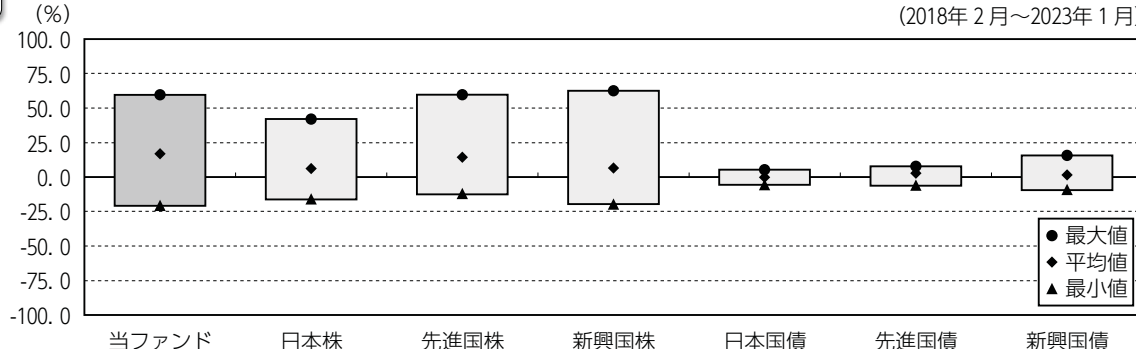 (%)
(2018年2月～2023年1月)
100.0
75.0
50.0
25.0
0.0
-25.0
-50.0
-75.0
-100.0
● 最大値
◆ 平均値
▲ 最小値
当ファンド 日本株 先進国株 新興国株 日本国債 先進国債 新興国債